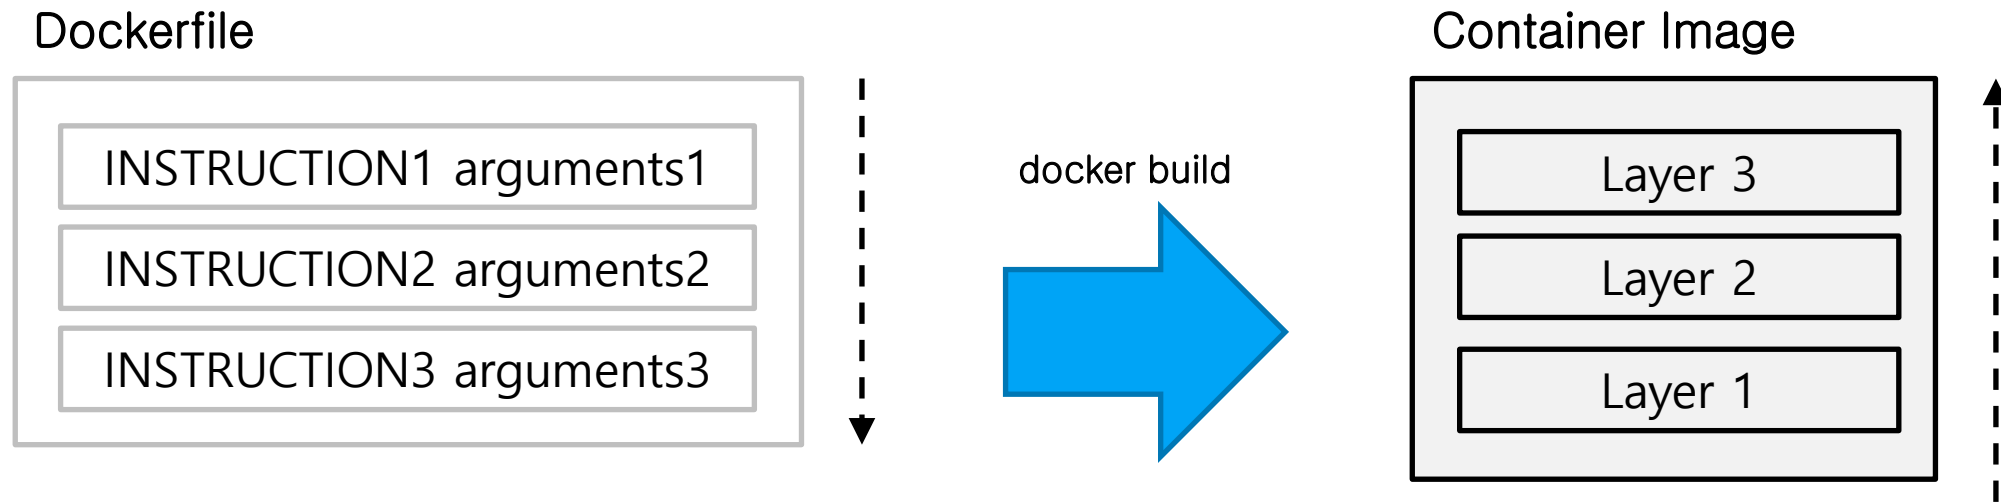 Dockerfile
INSTRUCTION1 arguments1
INSTRUCTION2 arguments2
INSTRUCTION3 arguments3
docker build
Container Image
Layer 3
Layer 2
Layer 1